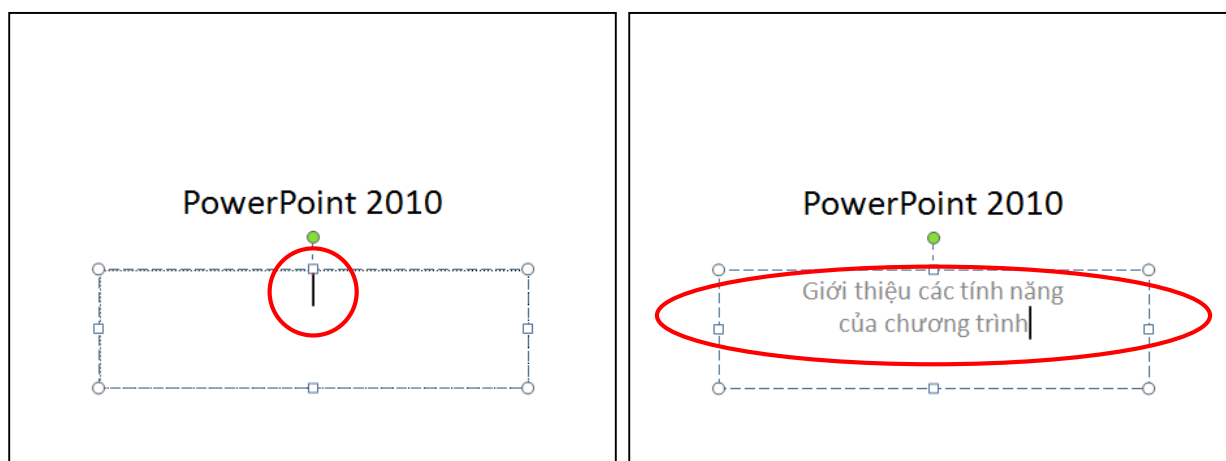 PowerPoint 2010
PowerPoint 2010
Giới thiệu các tính năng
của chương trình